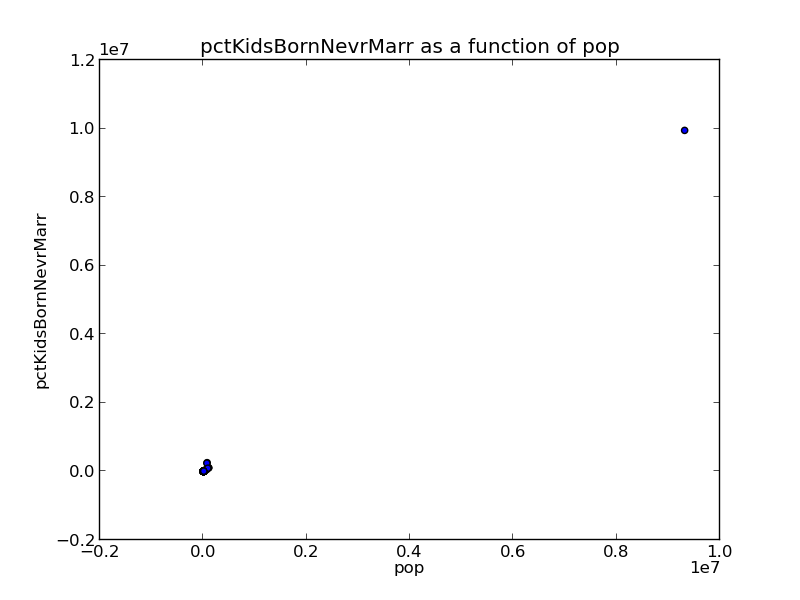 pctKidsBornNevrMarr as a function of pop
1e7
1.2
1.0
0.8
0.6
0.4
0.2
0.0
−0.2
pctKidsBornNevrMarr
−0.2 0.0 0.2 0.4 0.6 0.8 1.0
pop
1e7